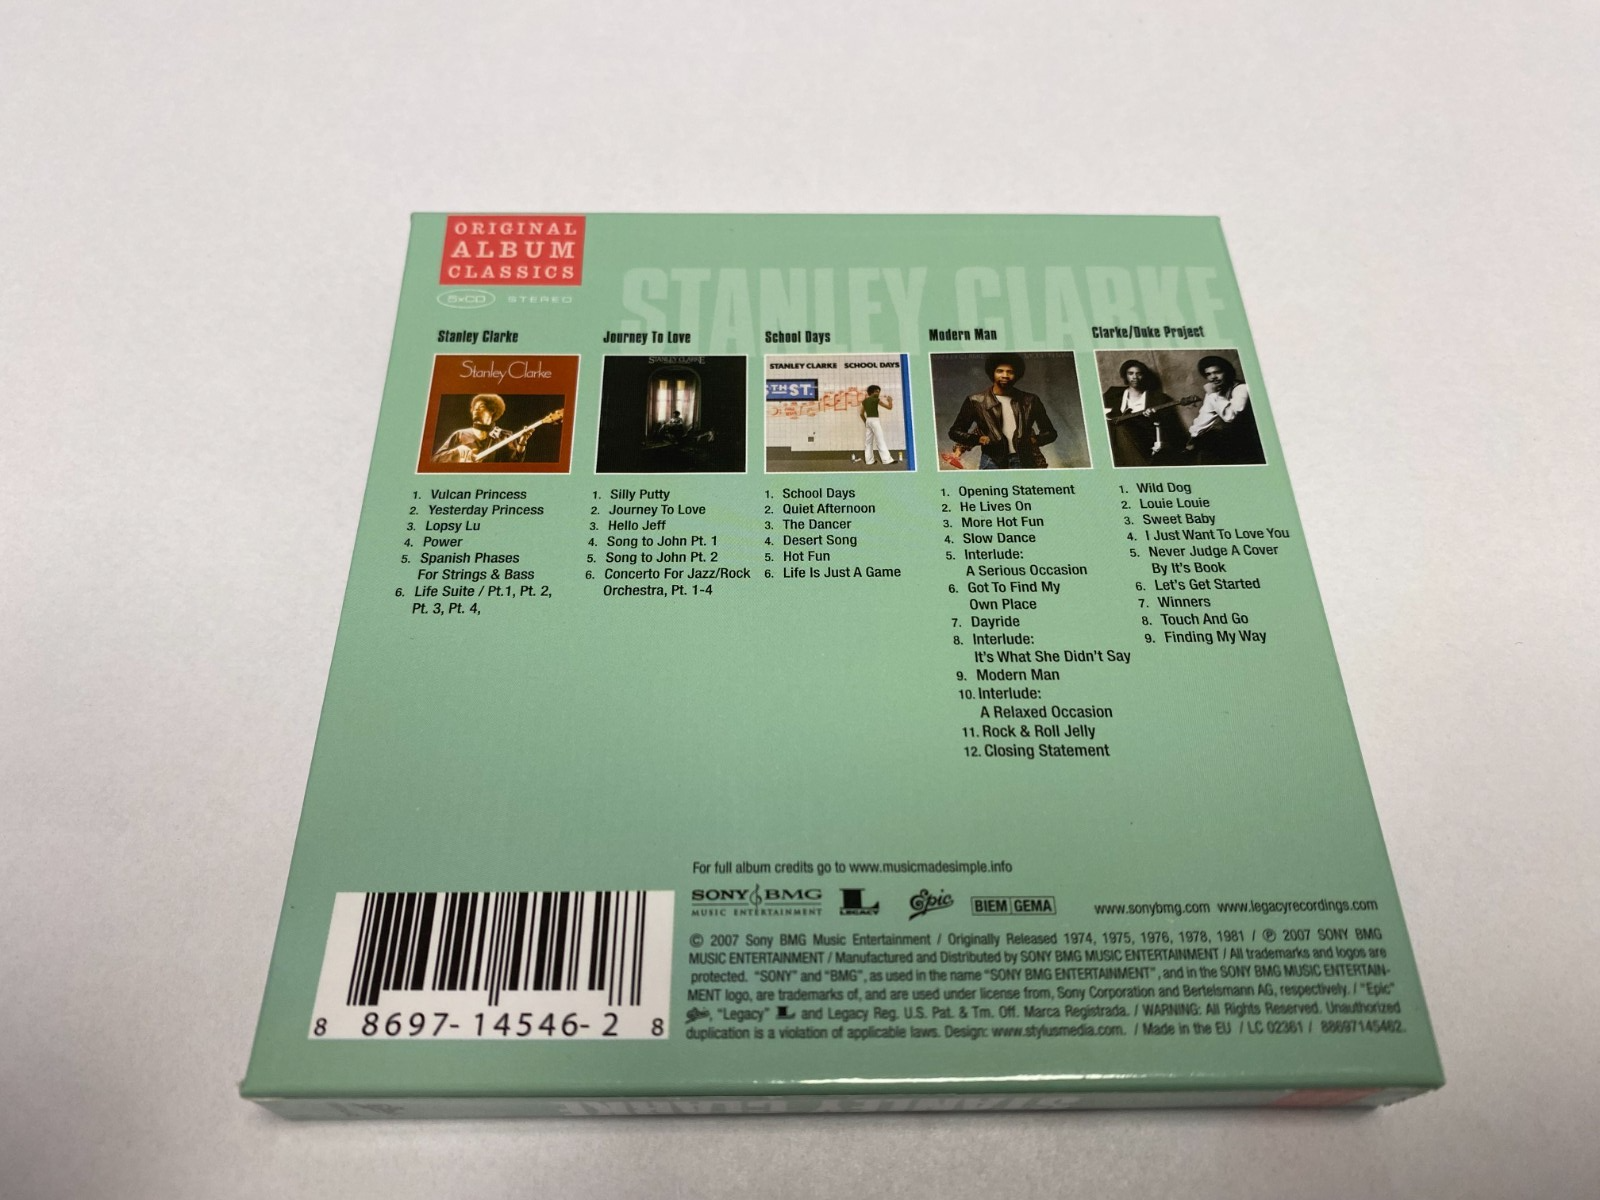 ORIGINAL
ALBUM
CLASSICS
5xCD STEREO
STANLEY CLARKE
Stanley Clarke
Stanley Clarke
1. Vulcan Princess
2. Yesterday Princess
3. Lopsy Lu
4. Power
5. Spanish Phases
For Strings & Bass
6. Life Suite / Pt.1, Pt. 2,
Pt. 3, Pt. 4,
Journey To Love
STANLEY CLARKE
1. Silly Putty
2. Journey To Love
3. Hello Jeff
4. Song to John Pt. 1
5. Song to John Pt. 2
6. Concerto For Jazz/Rock
Orchestra, Pt. 1-4
School Days
STANLEY CLARKE SCHOOL DAYS
TH ST.
1. School Days
2. Quiet Afternoon
3. The Dancer
4. Desert Song
5. Hot Fun
6. Life Is Just A Game
Modern Man
1. Opening Statement
2. He Lives On
3. More Hot Fun
4. Slow Dance
5. Interlude:
A Serious Occasion
6. Got To Find My
Own Place
7. Dayride
8. Interlude:
It's What She Didn't Say
9. Modern Man
10. Interlude:
A Relaxed Occasion
11. Rock & Roll Jelly
12. Closing Statement
Clarke/Duke Project
1. Wild Dog
2. Louie Louie
3. Sweet Baby
4. I Just Want To Love You
5. Never Judge A Cover
By It's Book
6. Let's Get Started
7. Winners
8. Touch And Go
9. Finding My Way
For full album credits go to www.musicmadesimple.info
SONY BMG
MUSIC ENTERTAINMENT
L
LEGACY
Epic
BIEM GEMA
www.sonybmg.com www.legacyrecordings.com
© 2007 Sony BMG Music Entertainment / Originally Released 1974, 1975, 1976, 1978, 1981 / ℗ 2007 SONY BMG
MUSIC ENTERTAINMENT / Manufactured and Distributed by SONY BMG MUSIC ENTERTAINMENT / All trademarks and logos are
protected. "SONY" and "BMG", as used in the name "SONY BMG ENTERTAINMENT", and in the SONY BMG MUSIC ENTERTAIN-
MENT logo, are trademarks of, and are used under license from, Sony Corporation and Bertelsmann AG, respectively. / "Epic"
Epic, "Legacy" L and Legacy Reg. U.S. Pat. & Tm. Off. Marca Registrada. / WARNING: All Rights Reserved. Unauthorized
duplication is a violation of applicable laws. Design: www.stylusmedia.com. / Made in the EU / LC 02361 / 88697145462.
8 8697-14546-2 8
STANLEY CLARKE